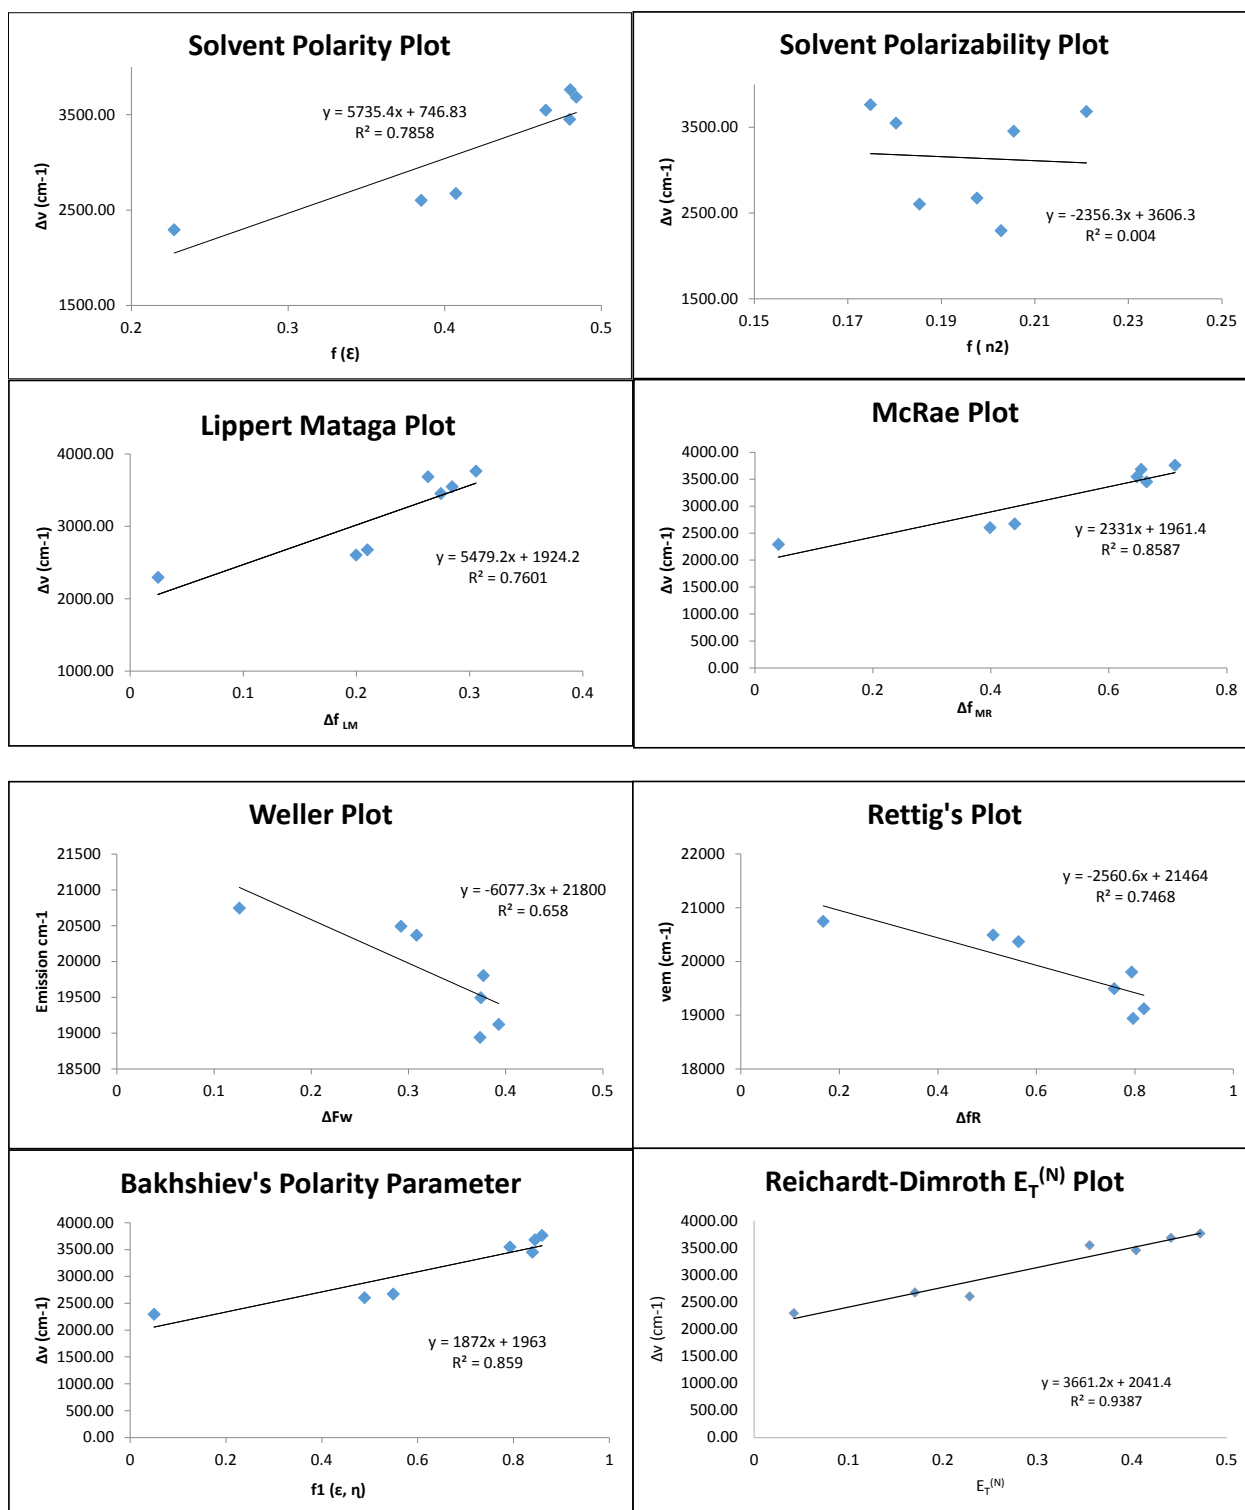 Solvent Polarity Plot
y = 5735.4x + 746.83
R² = 0.7858
3500.00
2500.00
1500.00
Δν (cm-1)
0.2 0.3 0.4 0.5
f (Ɛ)
Solvent Polarizability Plot
3500.00
2500.00
1500.00
Δν (cm-1)
y = -2356.3x + 3606.3
R² = 0.004
0.15 0.17 0.19 0.21 0.23 0.25
f ( n2)
Lippert Mataga Plot
4000.00
3000.00
2000.00
1000.00
Δν (cm-1)
y = 5479.2x + 1924.2
R² = 0.7601
0 0.1 0.2 0.3 0.4
Δf LM
McRae Plot
4000.00
3500.00
3000.00
2500.00
2000.00
1500.00
1000.00
500.00
0.00
Δν (cm-1)
y = 2331x + 1961.4
R² = 0.8587
0 0.2 0.4 0.6 0.8
Δf MR
Weller Plot
21500
21000
20500
20000
19500
19000
18500
Emission cm-1
y = -6077.3x + 21800
R² = 0.658
0 0.1 0.2 0.3 0.4 0.5
ΔFw
Rettig's Plot
22000
21000
20000
19000
18000
νem (cm-1)
y = -2560.6x + 21464
R² = 0.7468
0 0.2 0.4 0.6 0.8 1
ΔfR
Bakhshiev's Polarity Parameter
4000.00
3500.00
3000.00
2500.00
2000.00
1500.00
1000.00
500.00
0.00
Δν (cm-1)
y = 1872x + 1963
R² = 0.859
0 0.2 0.4 0.6 0.8 1
f1 (ε, η)
Reichardt-Dimroth E_T^(N) Plot
4000.00
3500.00
3000.00
2500.00
2000.00
1500.00
1000.00
500.00
0.00
Δν (cm-1)
y = 3661.2x + 2041.4
R² = 0.9387
0 0.1 0.2 0.3 0.4 0.5
E_T^(N)